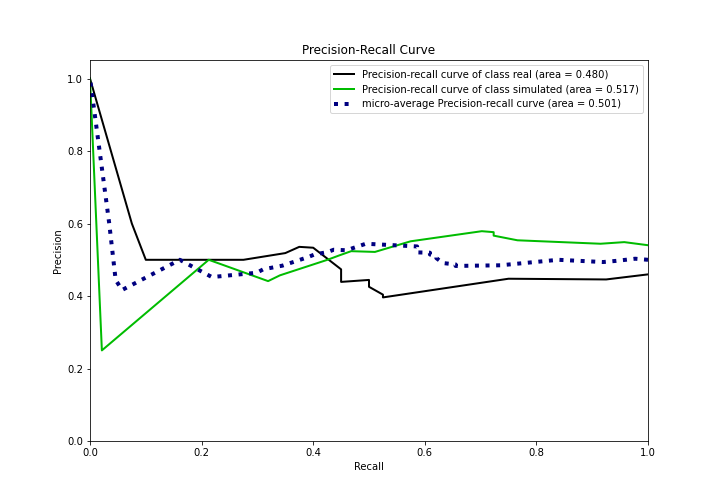 Precision-Recall Curve
Precision-recall curve of class real (area = 0.480)
Precision-recall curve of class simulated (area = 0.517)
micro-average Precision-recall curve (area = 0.501)
1.0
0.8
0.6
0.4
0.2
0.0
Precision
0.0 0.2 0.4 0.6 0.8 1.0
Recall